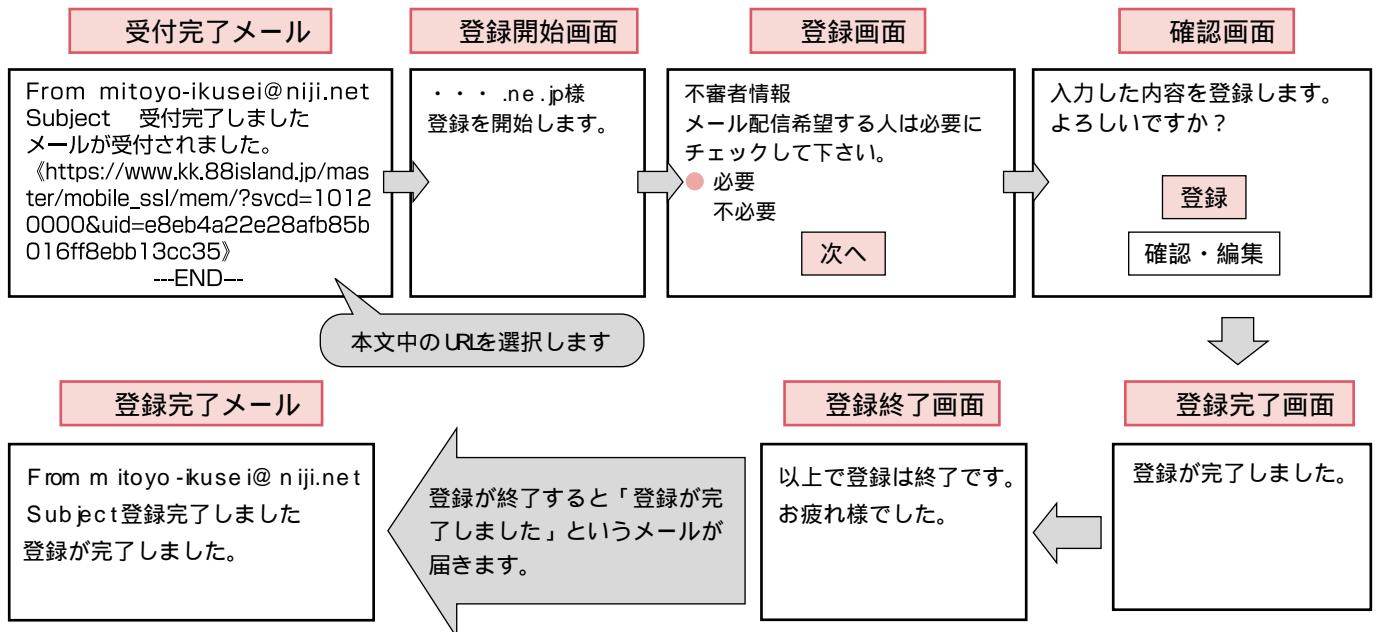 受付完了メール
From mitoyo-ikusei@niji.net
Subject 受付完了しました
メールが受付されました。
《https://www.kk.88island.jp/mas
ter/mobile_ssl/mem/?svcd=1012
0000&uid=e8eb4a22e28afb85b
016ff8ebb13cc35》
---END---
本文中のURLを選択します
登録開始画面
・・・.ne.jp様
登録を開始します。
登録画面
不審者情報
メール配信希望する人は必要に
チェックして下さい。
必要
不必要
次へ
確認画面
入力した内容を登録します。
よろしいですか？
登録
確認・編集
登録完了画面
登録が完了しました。
登録終了画面
以上で登録は終了です。
お疲れ様でした。
登録が終了すると「登録が完
了しました」というメールが
届きます。
登録完了メール
From mitoyo-ikusei@niji.net
Subject登録完了しました
登録が完了しました。